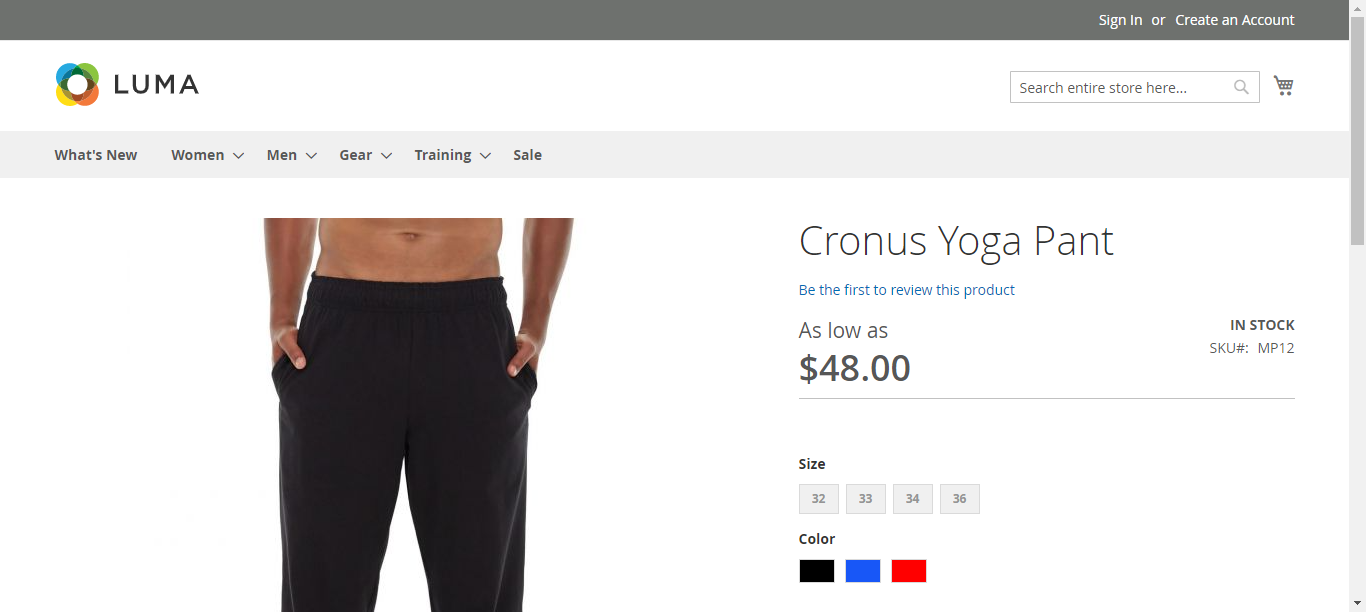 Sign In or Create an Account
LUMA
Search entire store here...
What's New Women Men Gear Training Sale
Cronus Yoga Pant
Be the first to review this product
As low as
$48.00
IN STOCK
SKU#: MP12
Size
32 33 34 36
Color